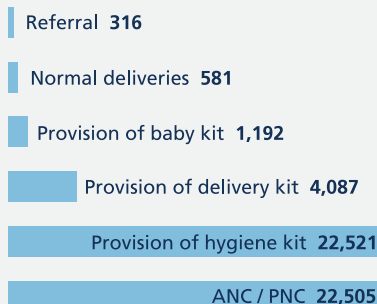 Referral 316
Normal deliveries 581
Provision of baby kit 1,192
Provision of delivery kit 4,087
Provision of hygiene kit 22,521
ANC / PNC 22,505